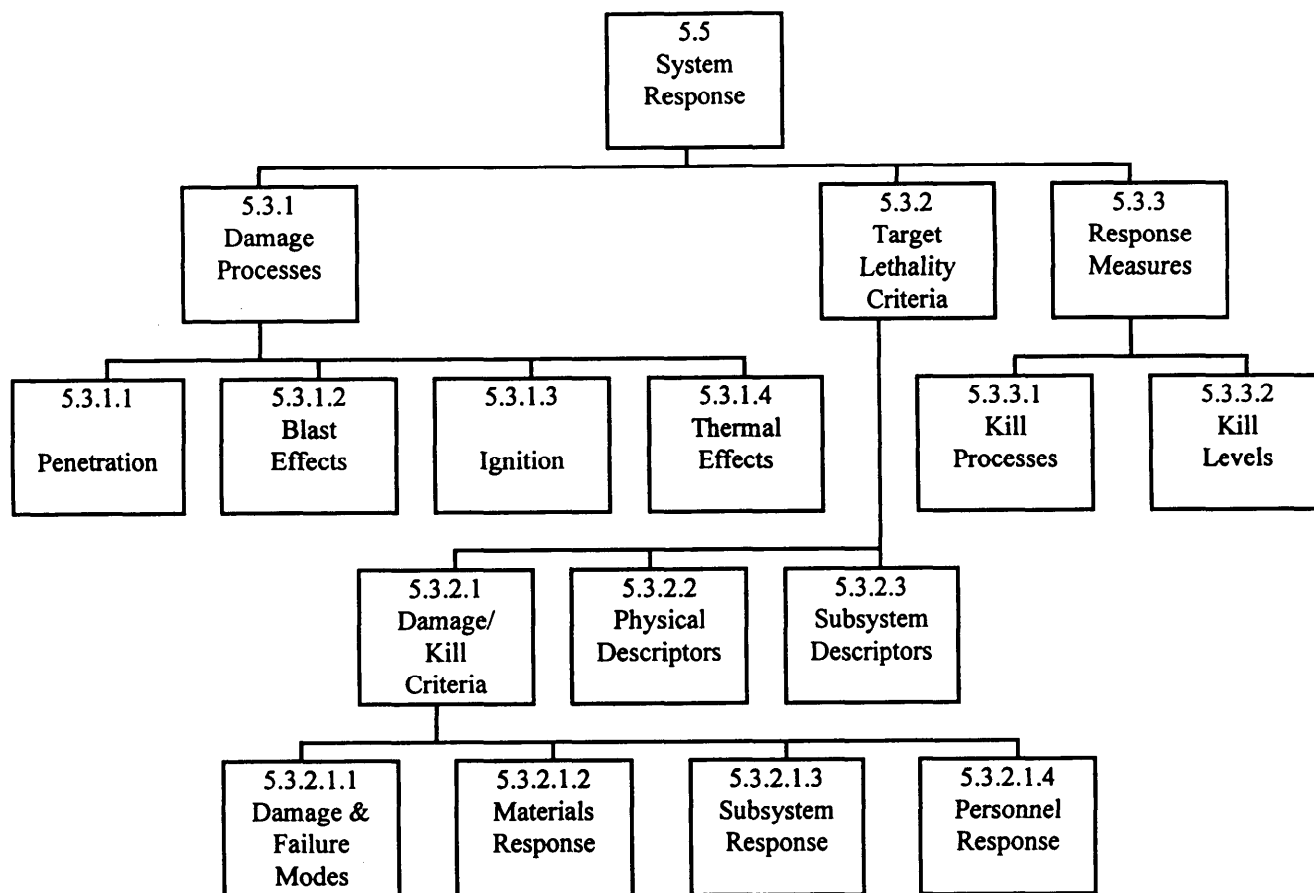 5.5
System
Response
5.3.1
Damage
Processes
5.3.2
Target
Lethality
Criteria
5.3.3
Response
Measures
5.3.1.1
Penetration
5.3.1.2
Blast
Effects
5.3.1.3
Ignition
5.3.1.4
Thermal
Effects
5.3.3.1
Kill
Processes
5.3.3.2
Kill
Levels
5.3.2.1
Damage/
Kill
Criteria
5.3.2.2
Physical
Descriptors
5.3.2.3
Subsystem
Descriptors
5.3.2.1.1
Damage &
Failure
Modes
5.3.2.1.2
Materials
Response
5.3.2.1.3
Subsystem
Response
5.3.2.1.4
Personnel
Response